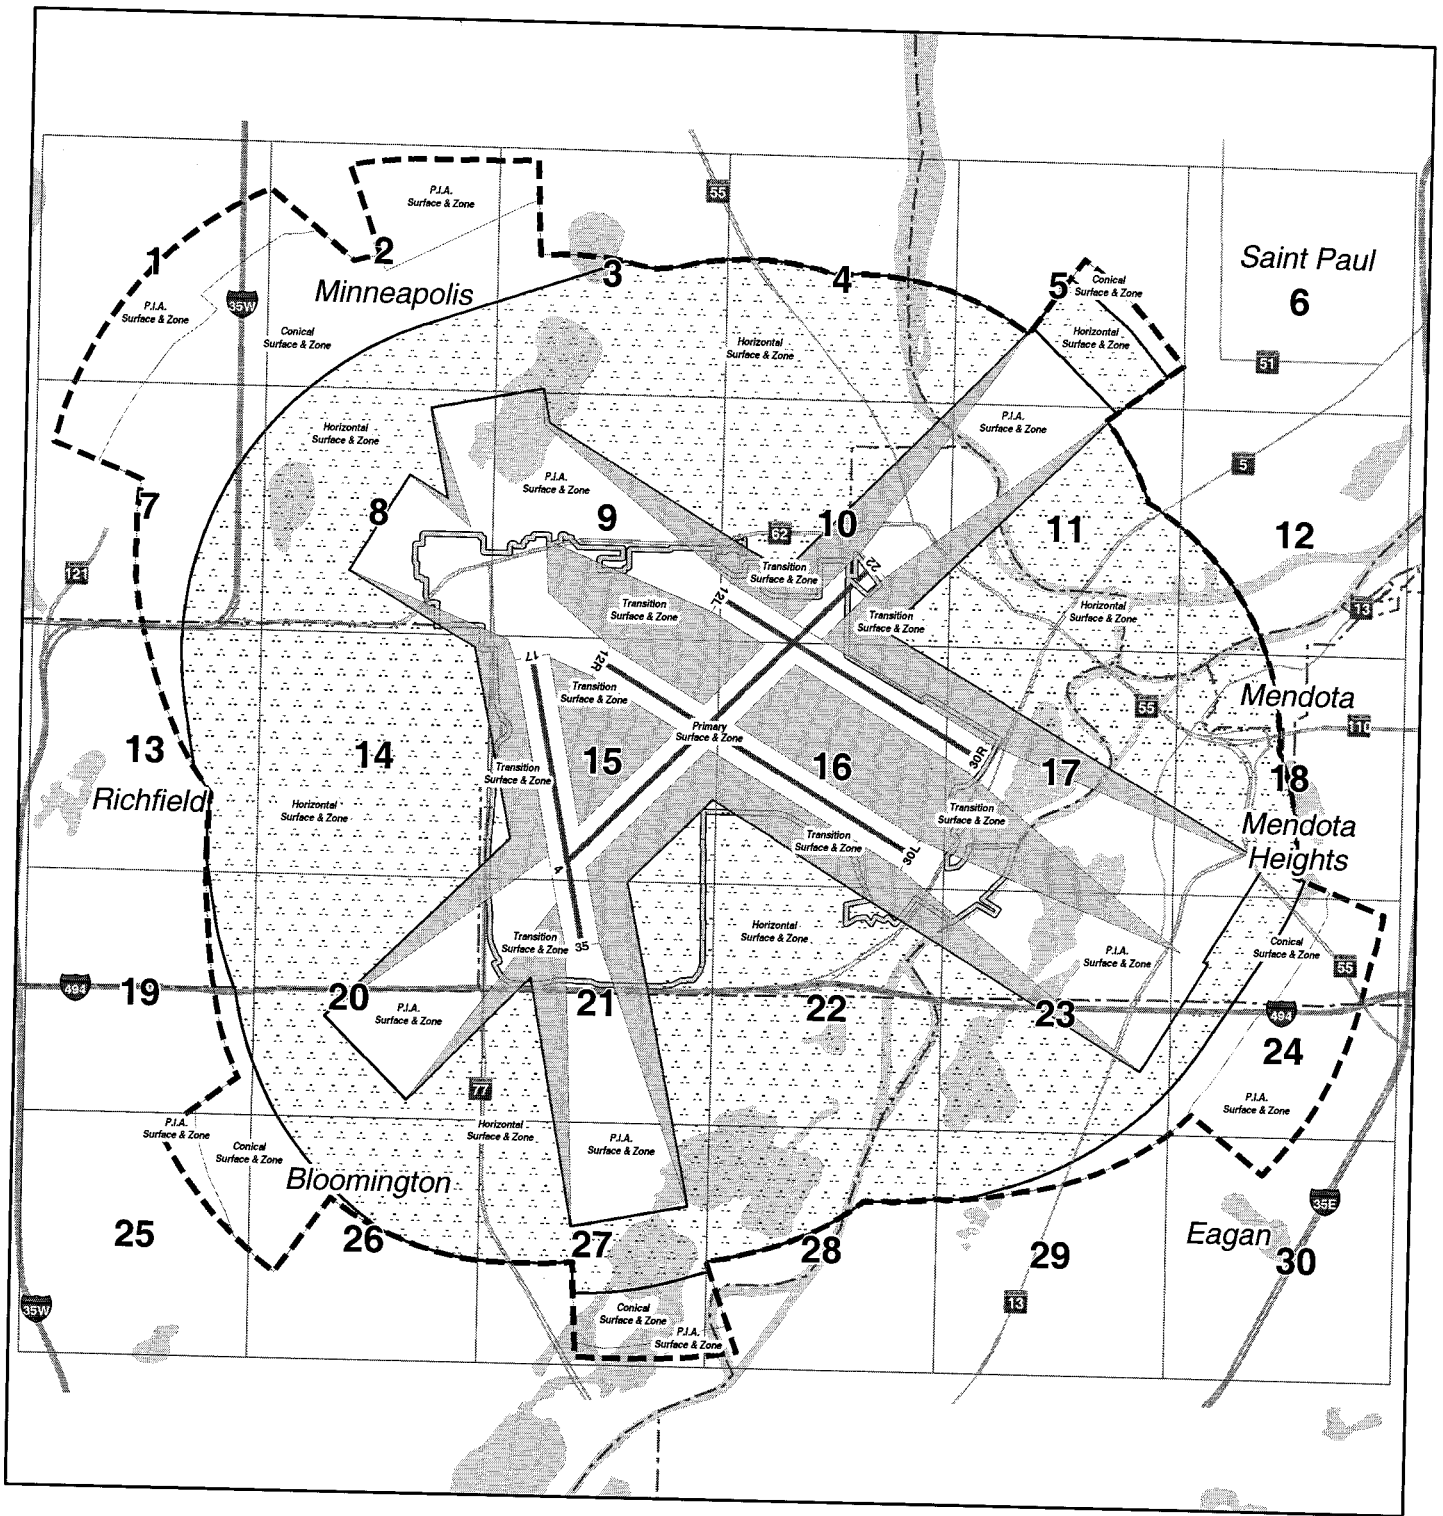 P.I.A.
Surface & Zone
55
1
2
3
4
5
Conical
Surface & Zone
Saint Paul
6
Minneapolis
P.I.A.
Surface & Zone
35W
Conical
Surface & Zone
Horizontal
Surface & Zone
Horizontal
Surface & Zone
51
Horizontal
Surface & Zone
P.I.A.
Surface & Zone
5
P.I.A.
Surface & Zone
7
8
9
10
11
12
62
22
121
Transition
Surface & Zone
12L
Transition
Surface & Zone
Transition
Surface & Zone
Horizontal
Surface & Zone
13
17
12R
Transition
Surface & Zone
Primary
Surface & Zone
55
Mendota
110
13
14
15
16
17
18
Transition
Surface & Zone
30R
Richfield
Horizontal
Surface & Zone
Transition
Surface & Zone
Transition
Surface & Zone
30L
Mendota
Heights
4
Transition
Surface & Zone
35
Horizontal
Surface & Zone
P.I.A.
Surface & Zone
Conical
Surface & Zone
55
494
19
20
21
22
23
494
24
P.I.A.
Surface & Zone
77
P.I.A.
Surface & Zone
P.I.A.
Surface & Zone
Conical
Surface & Zone
Horizontal
Surface & Zone
P.I.A.
Surface & Zone
Bloomington
35E
Eagan
25
26
27
28
29
30
35W
Conical
Surface & Zone
P.I.A.
Surface & Zone
13